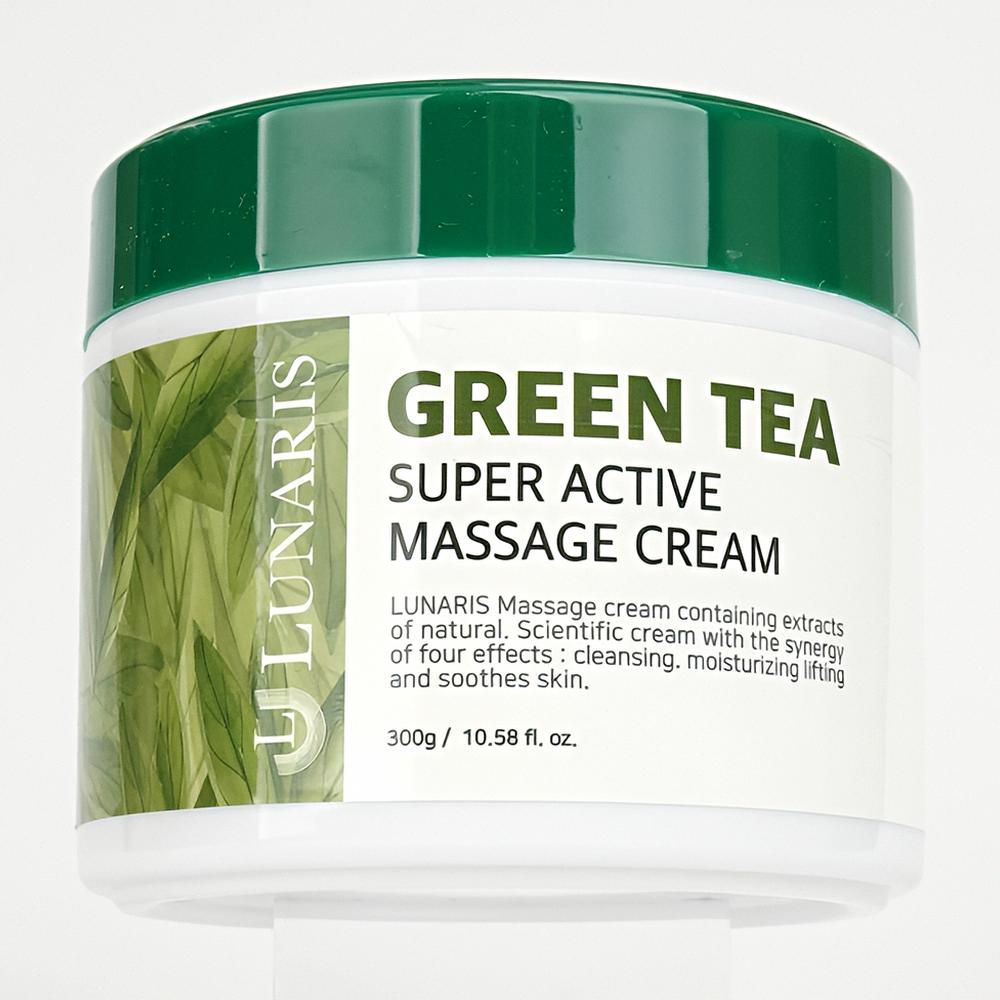 LUNARIS
GREEN TEA
SUPER ACTIVE
MASSAGE CREAM
LUNARIS Massage cream containing extracts
of natural. Scientific cream with the synergy
of four effects : cleansing. moisturizing lifting
and soothes skin.
300g / 10.58 fl. oz.